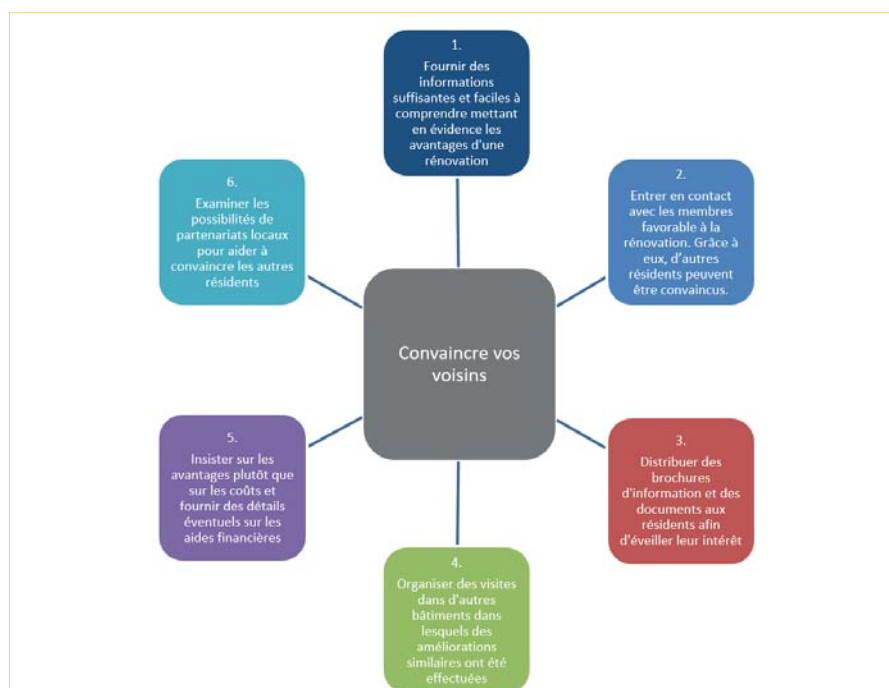 1.
Fournir des
informations
suffisantes et faciles à
comprendre mettant
en évidence les
avantages d'une
rénovation
2.
Entrer en contact
avec les membres
favorable à la
rénovation. Grâce à
eux, d'autres
résidents peuvent
être convaincus.
3.
Distribuer des
brochures
d'information et des
documents aux
résidents afin
d'éveiller leur intérêt
4.
Organiser des visites
dans d'autres
bâtiments dans
lesquels des
améliorations
similaires ont été
effectuées
5.
Insister sur les
avantages plutôt que
sur les coûts et
fournir des détails
éventuels sur les
aides financières
6.
Examiner les
possibilités de
partenariats locaux
pour aider à
convaincre les autres
résidents
Convaincre vos
voisins